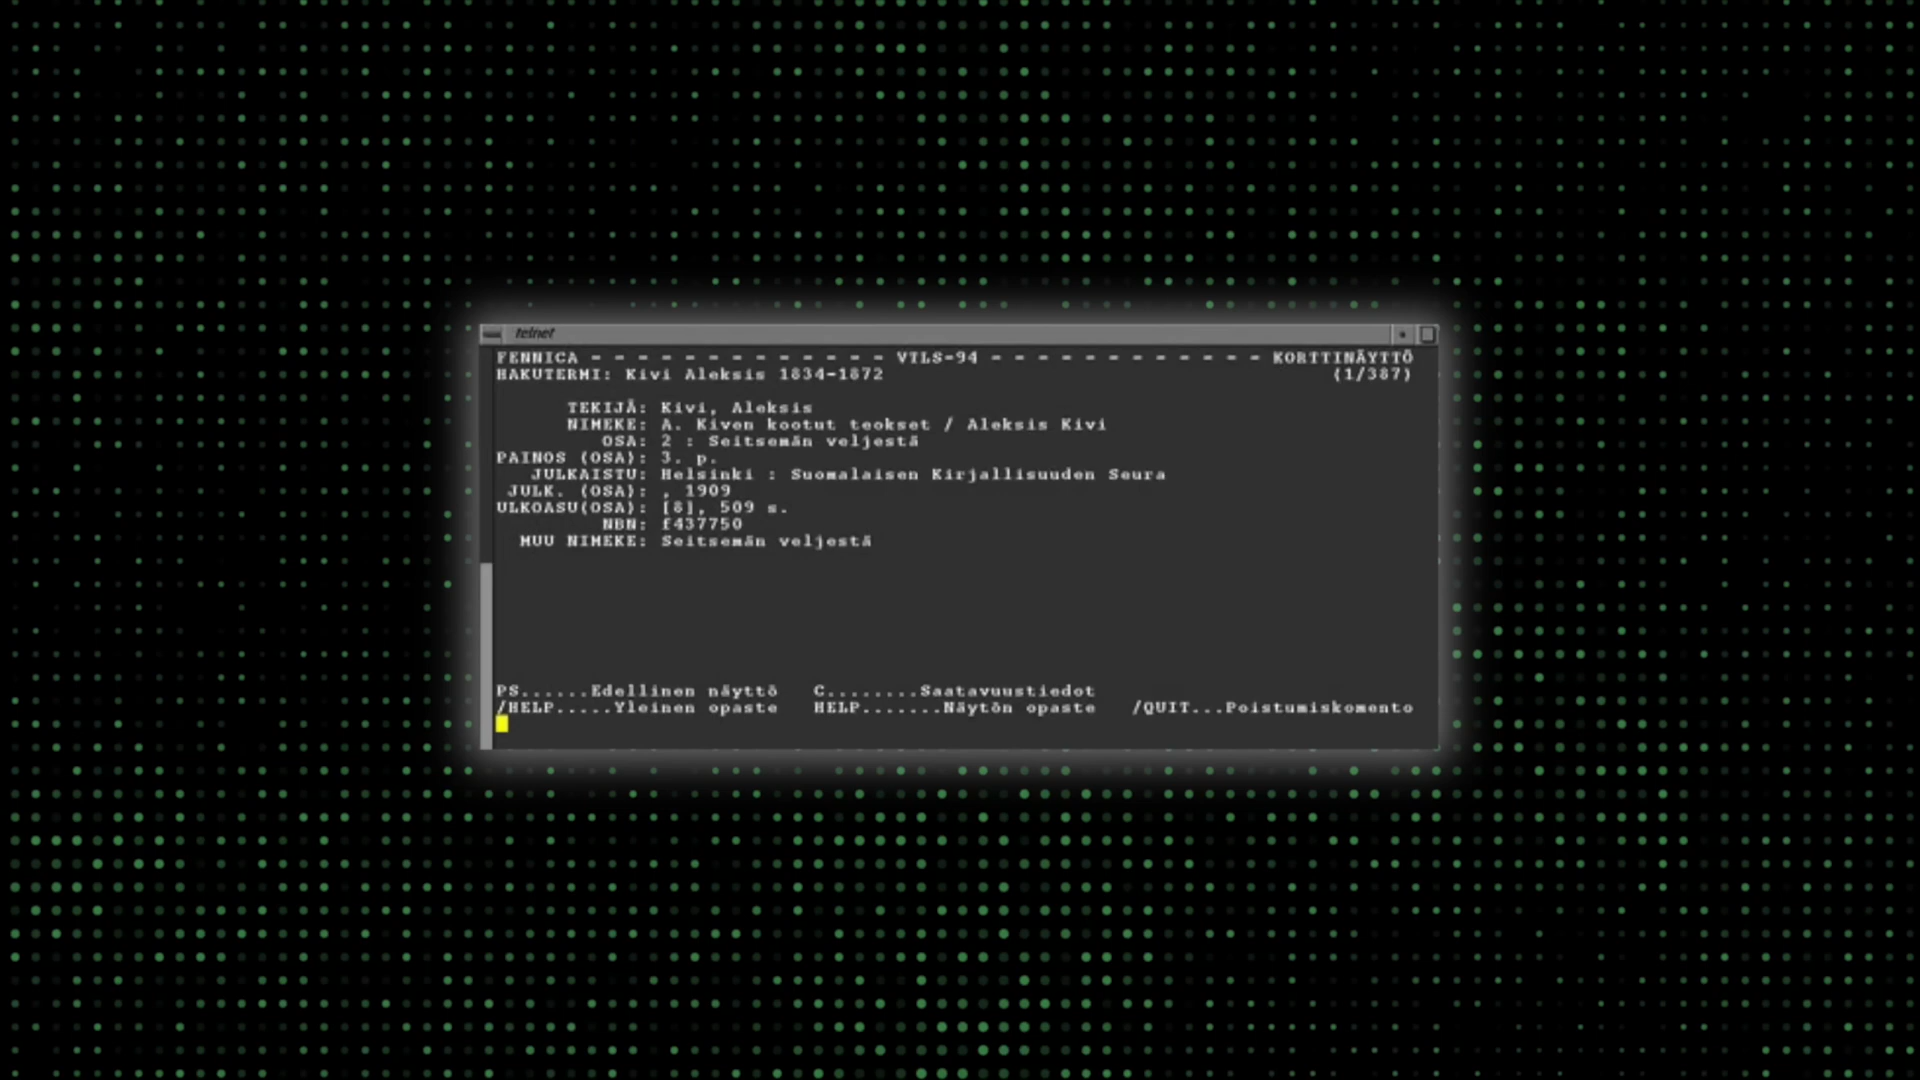 telnet
FENNICA - - - - - - - - - - - - - VTLS-94 - - - - - - - - - - - - KORTTINÄYTTÖ
HAKUTERMI: Kivi Aleksis 1834-1872 (1/387)
TEKIJÄ: Kivi, Aleksis
NIMEKE: A. Kiven kootut teokset / Aleksis Kivi
OSA: 2 : Seitsemän veljestä
PAINOS (OSA): 3. p.
JULKAISTU: Helsinki : Suomalaisen Kirjallisuuden Seura
JULK. (OSA): , 1909
ULKOASU(OSA): [8], 509 s.
NBN: f437750
MUU NIMEKE: Seitsemän veljestä
PS......Edellinen näyttö C........Saatavuustiedot
/HELP.....Yleinen opaste HELP.......Näytön opaste /QUIT...Poistumiskomento